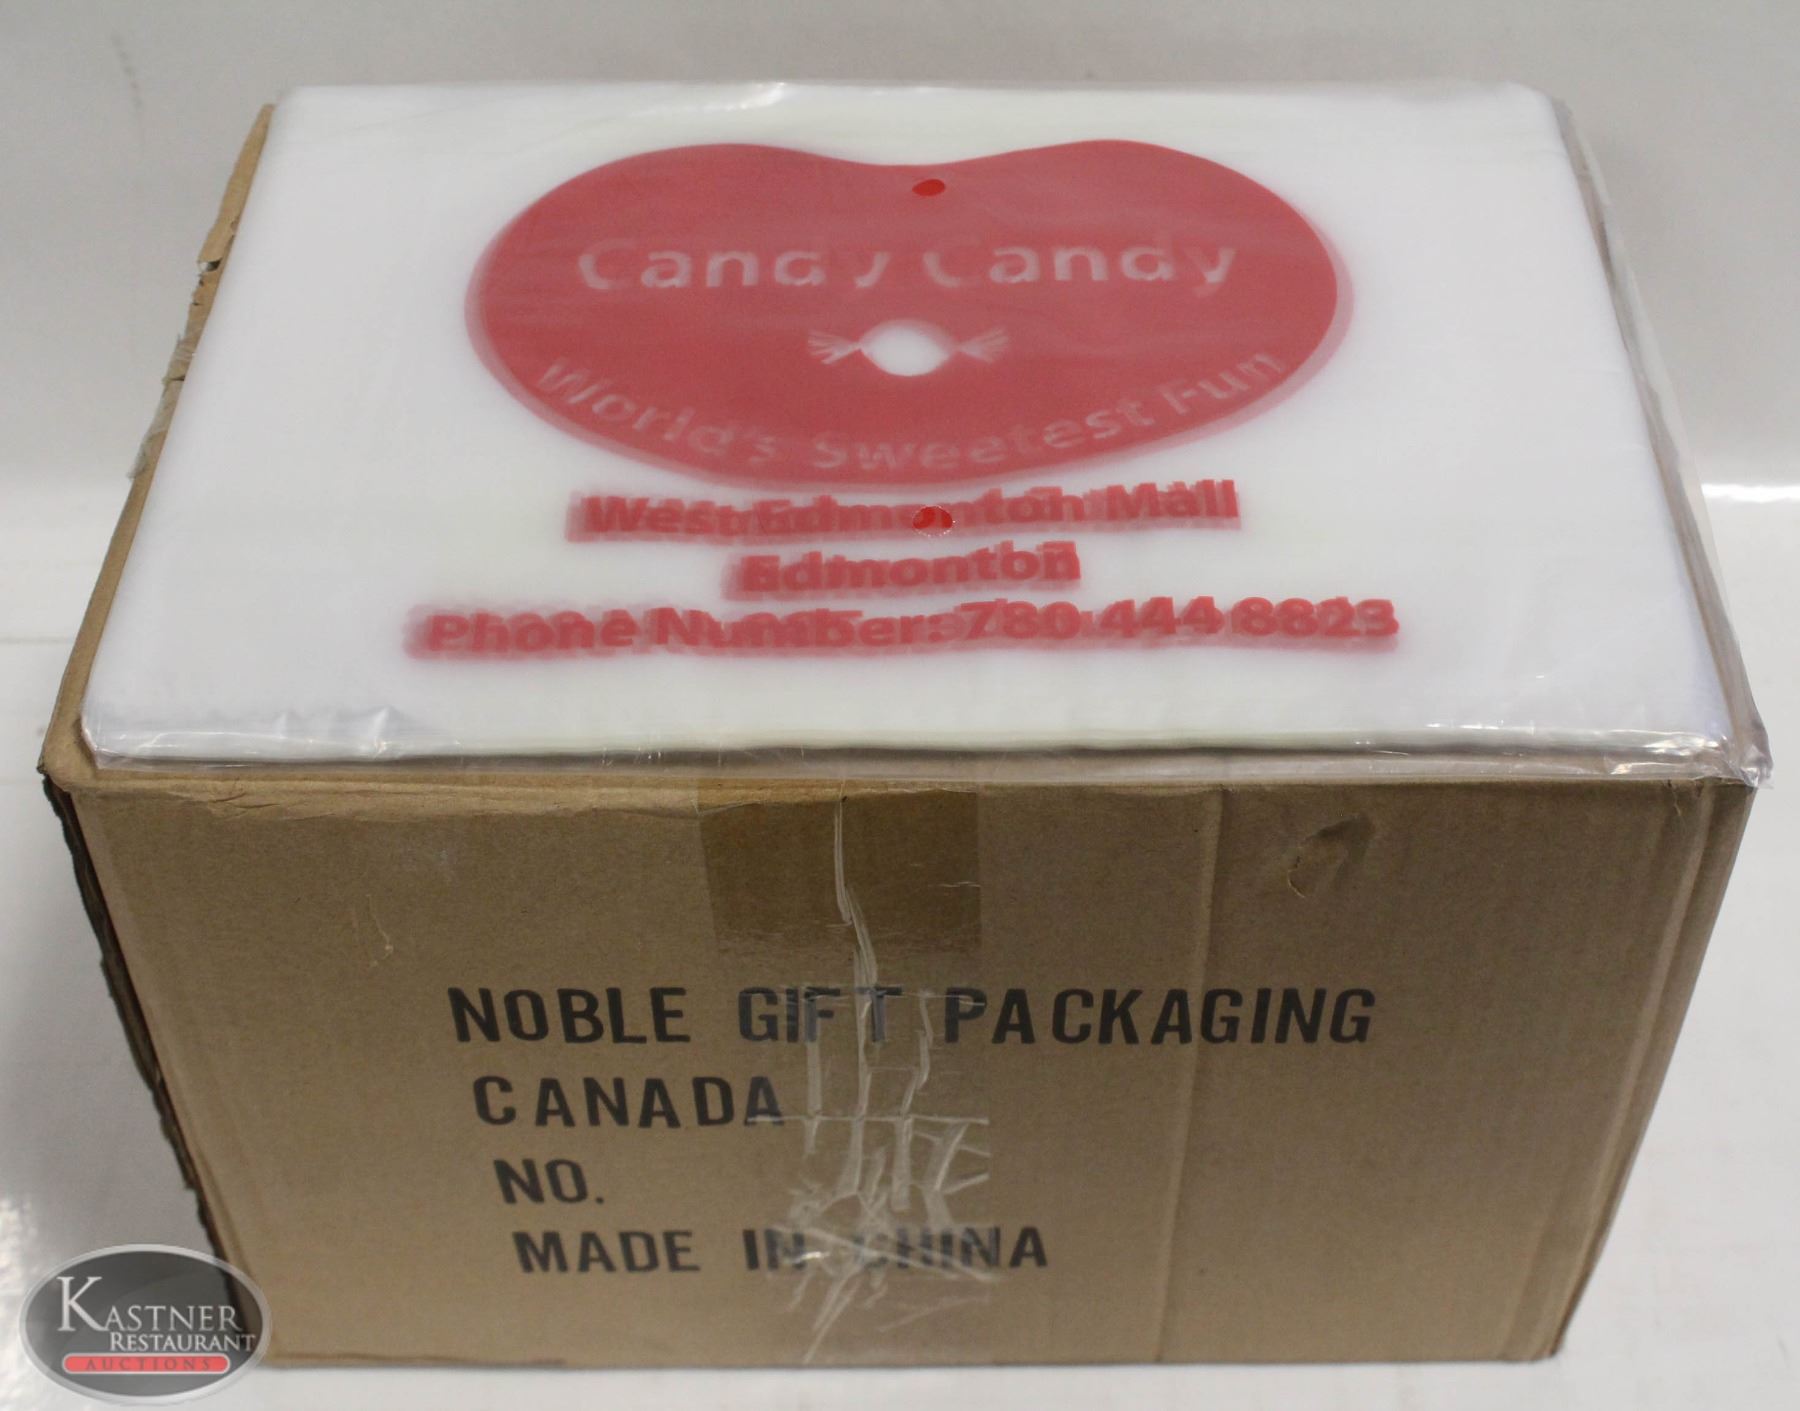 Candy Candy
World's Sweetest Fun
West Edmonton Mall
Edmonton
Phone Number: 780 444 8823
NOBLE GIFT PACKAGING
CANADA
NO.
MADE IN CHINA
KASTNER
RESTAURANT
AUCTIONS